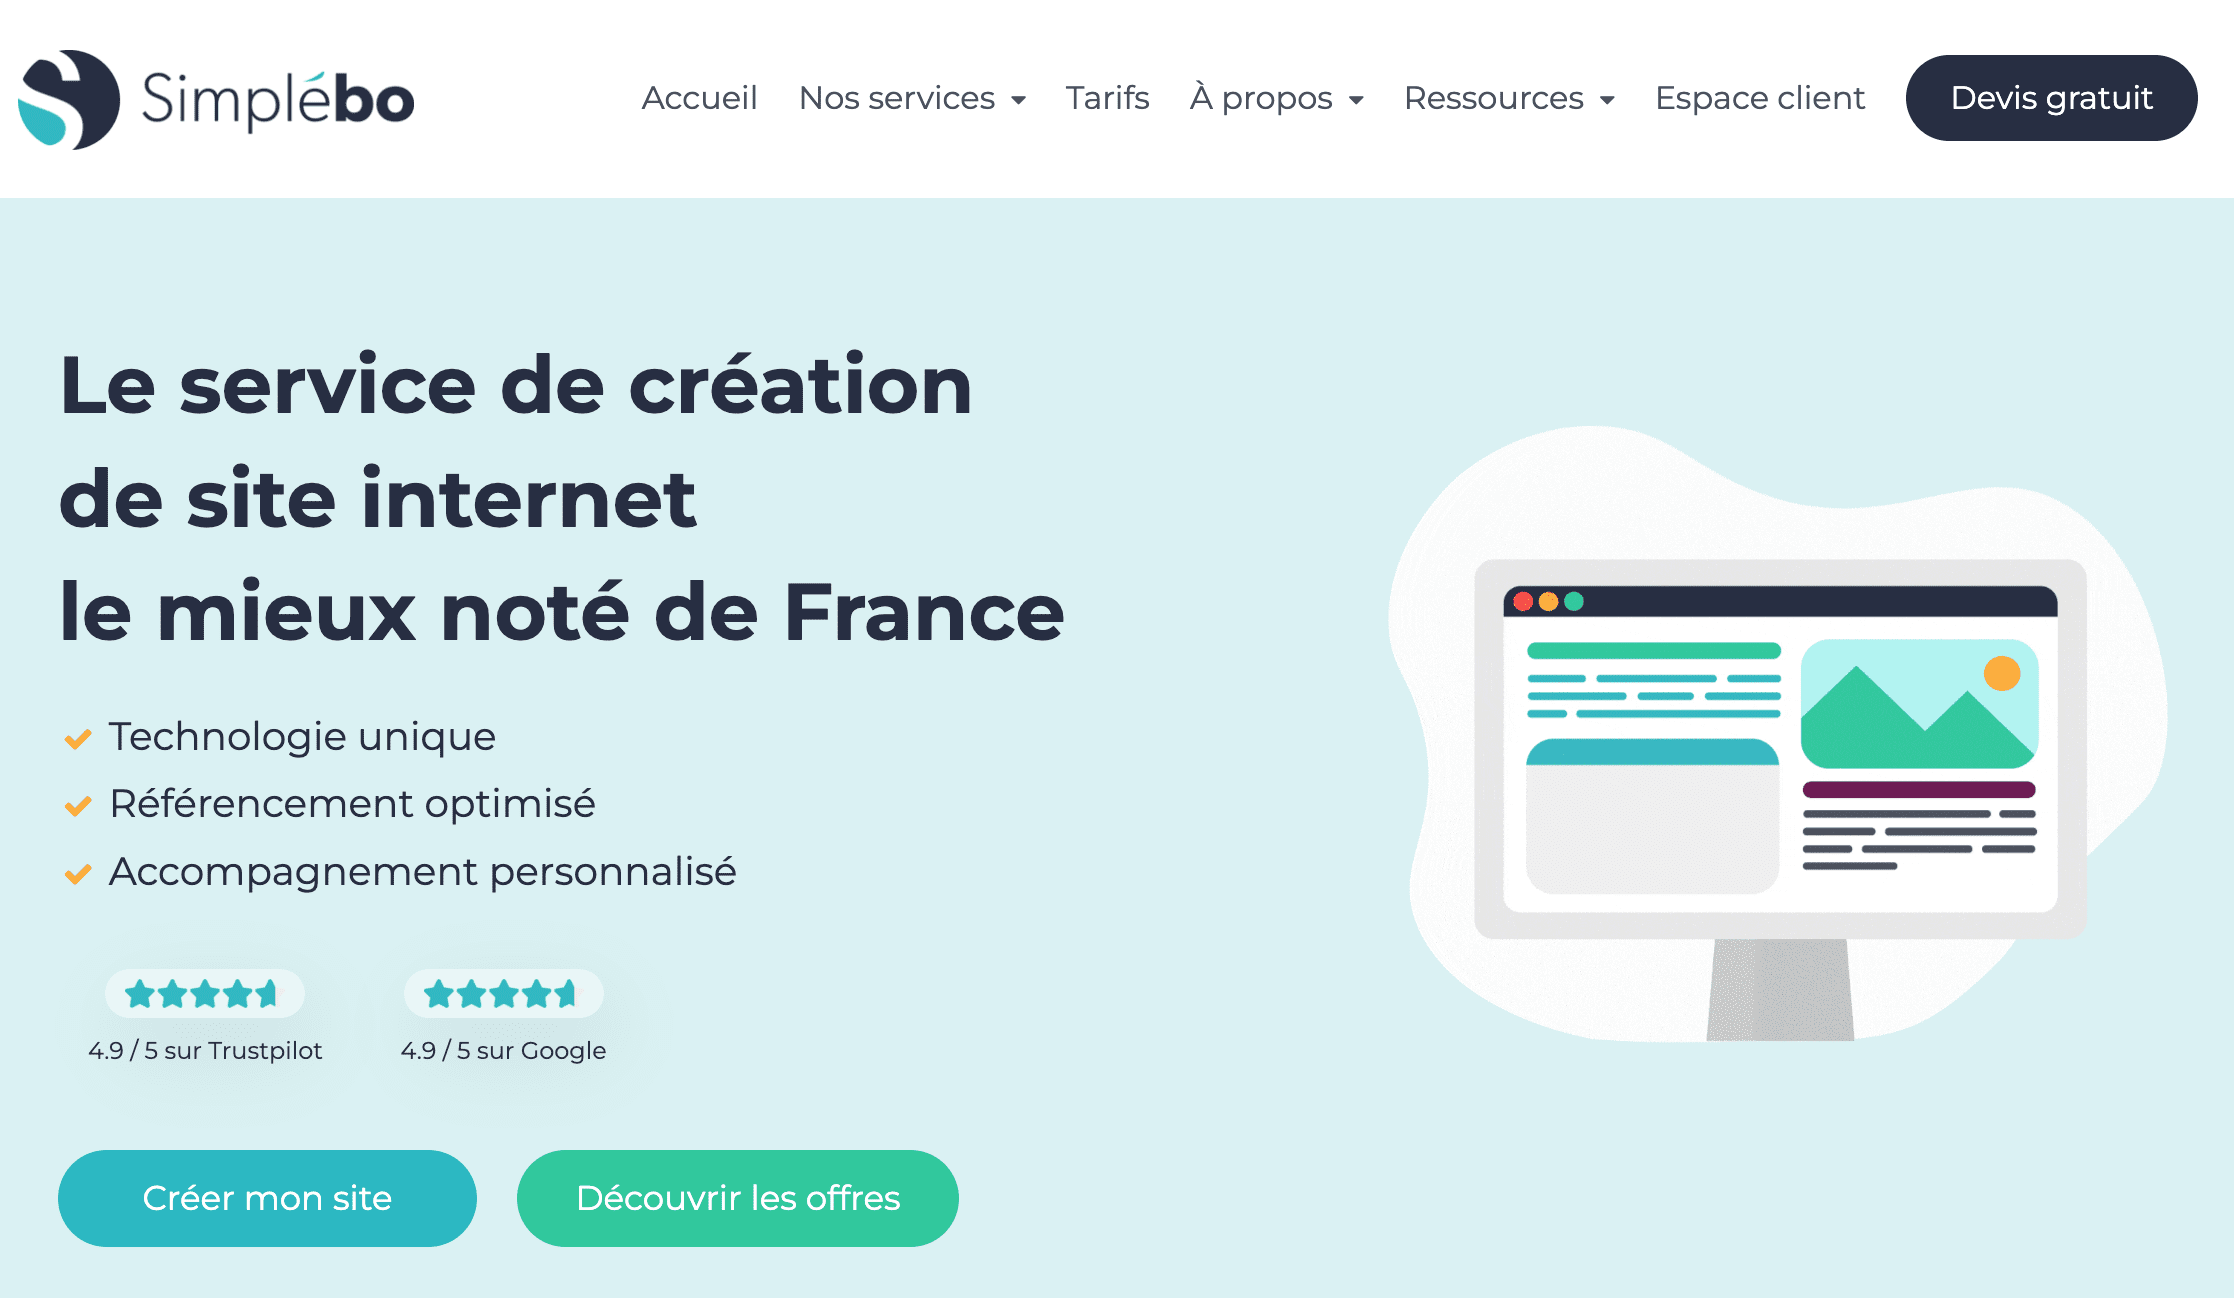 Simplébo
Accueil
Nos services
Tarifs
À propos
Ressources
Espace client
Devis gratuit
Le service de création
de site internet
le mieux noté de France
Technologie unique
Référencement optimisé
Accompagnement personnalisé
4.9 / 5 sur Trustpilot
4.9 / 5 sur Google
Créer mon site
Découvrir les offres